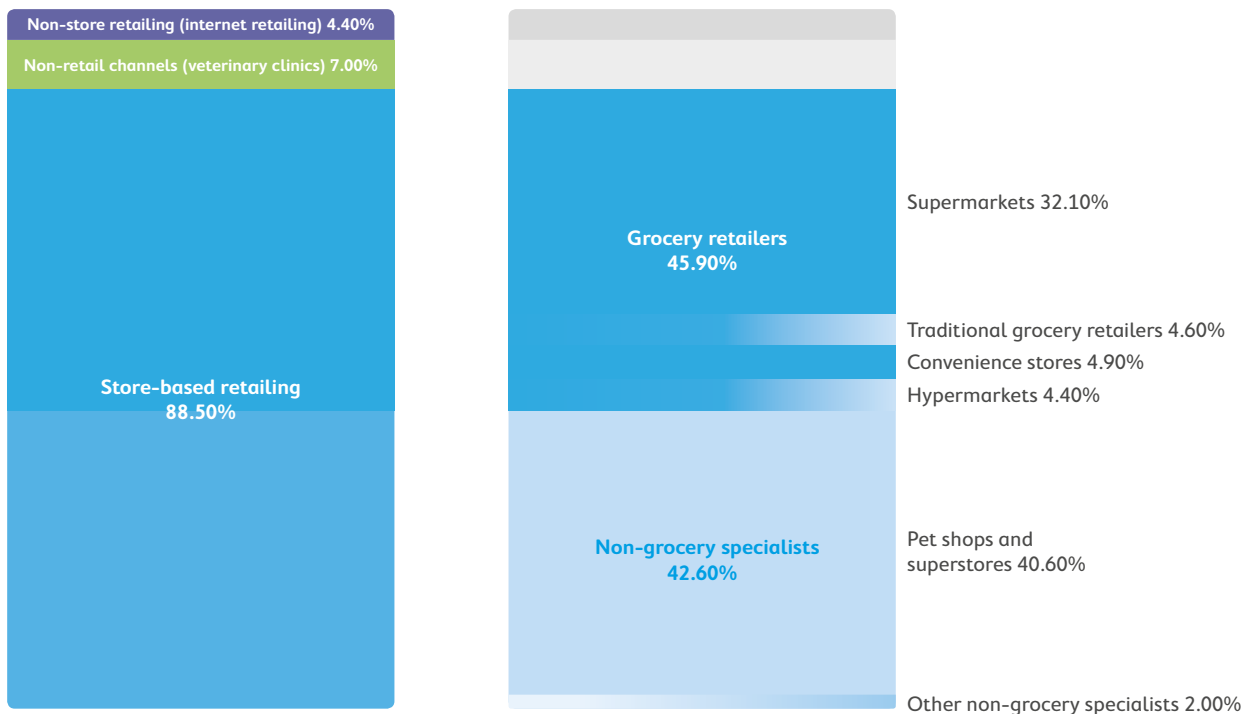 Non-store retailing (internet retailing) 4.40%
Non-retail channels (veterinary clinics) 7.00%
Store-based retailing
88.50%
Grocery retailers
45.90%
Non-grocery specialists
42.60%
Supermarkets 32.10%
Traditional grocery retailers 4.60%
Convenience stores 4.90%
Hypermarkets 4.40%
Pet shops and
superstores 40.60%
Other non-grocery specialists 2.00%